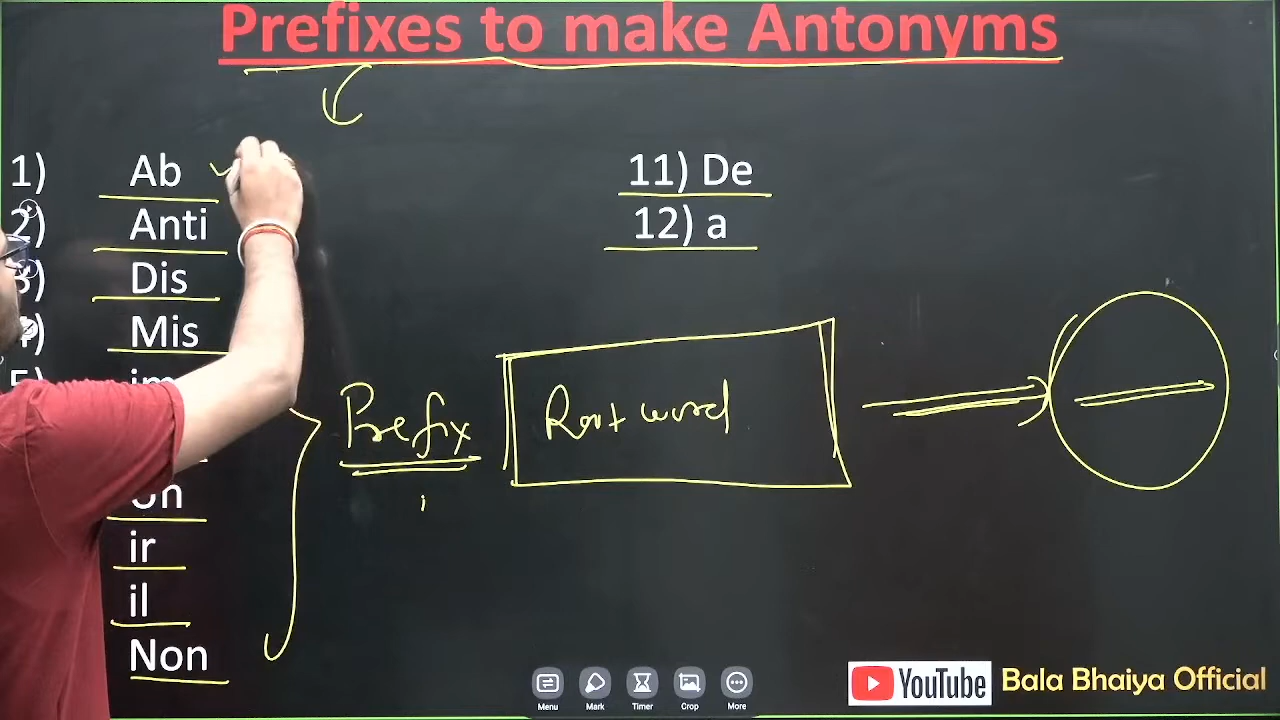 Prefixes to make Antonyms
1) Ab
2) Anti
Dis
Mis
im
Un
ir
il
Non
11) De
12) a
Prefix
Root word
Menu
Mark
Timer
Crop
More
YouTube
Bala Bhaiya Official